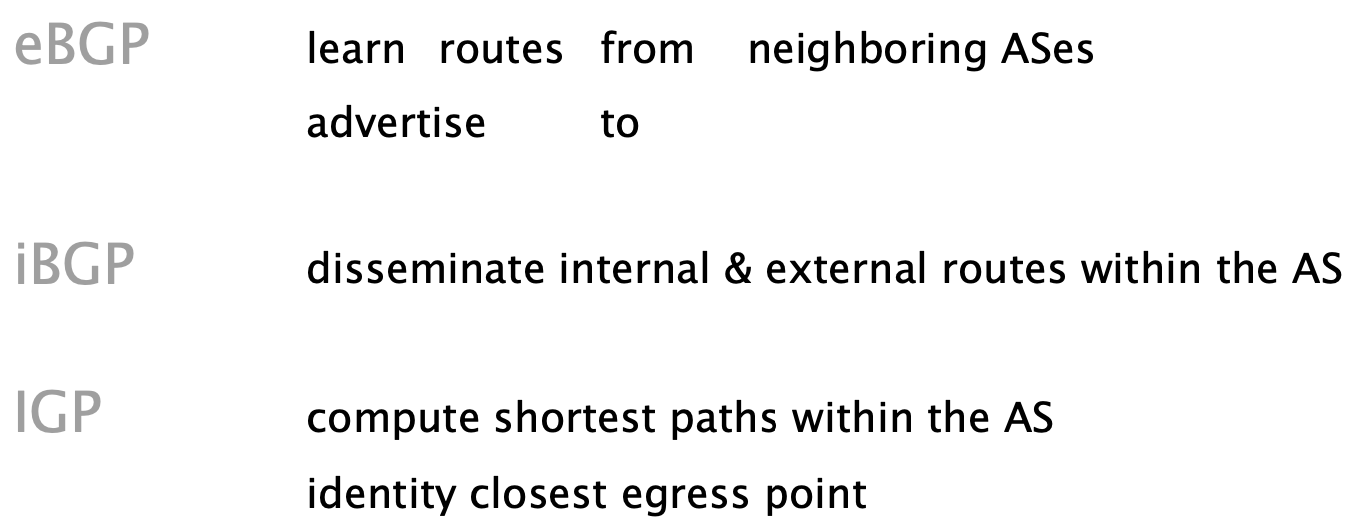 eBGP learn routes from neighboring ASes
advertise to
iBGP disseminate internal & external routes within the AS
IGP compute shortest paths within the AS
identity closest egress point